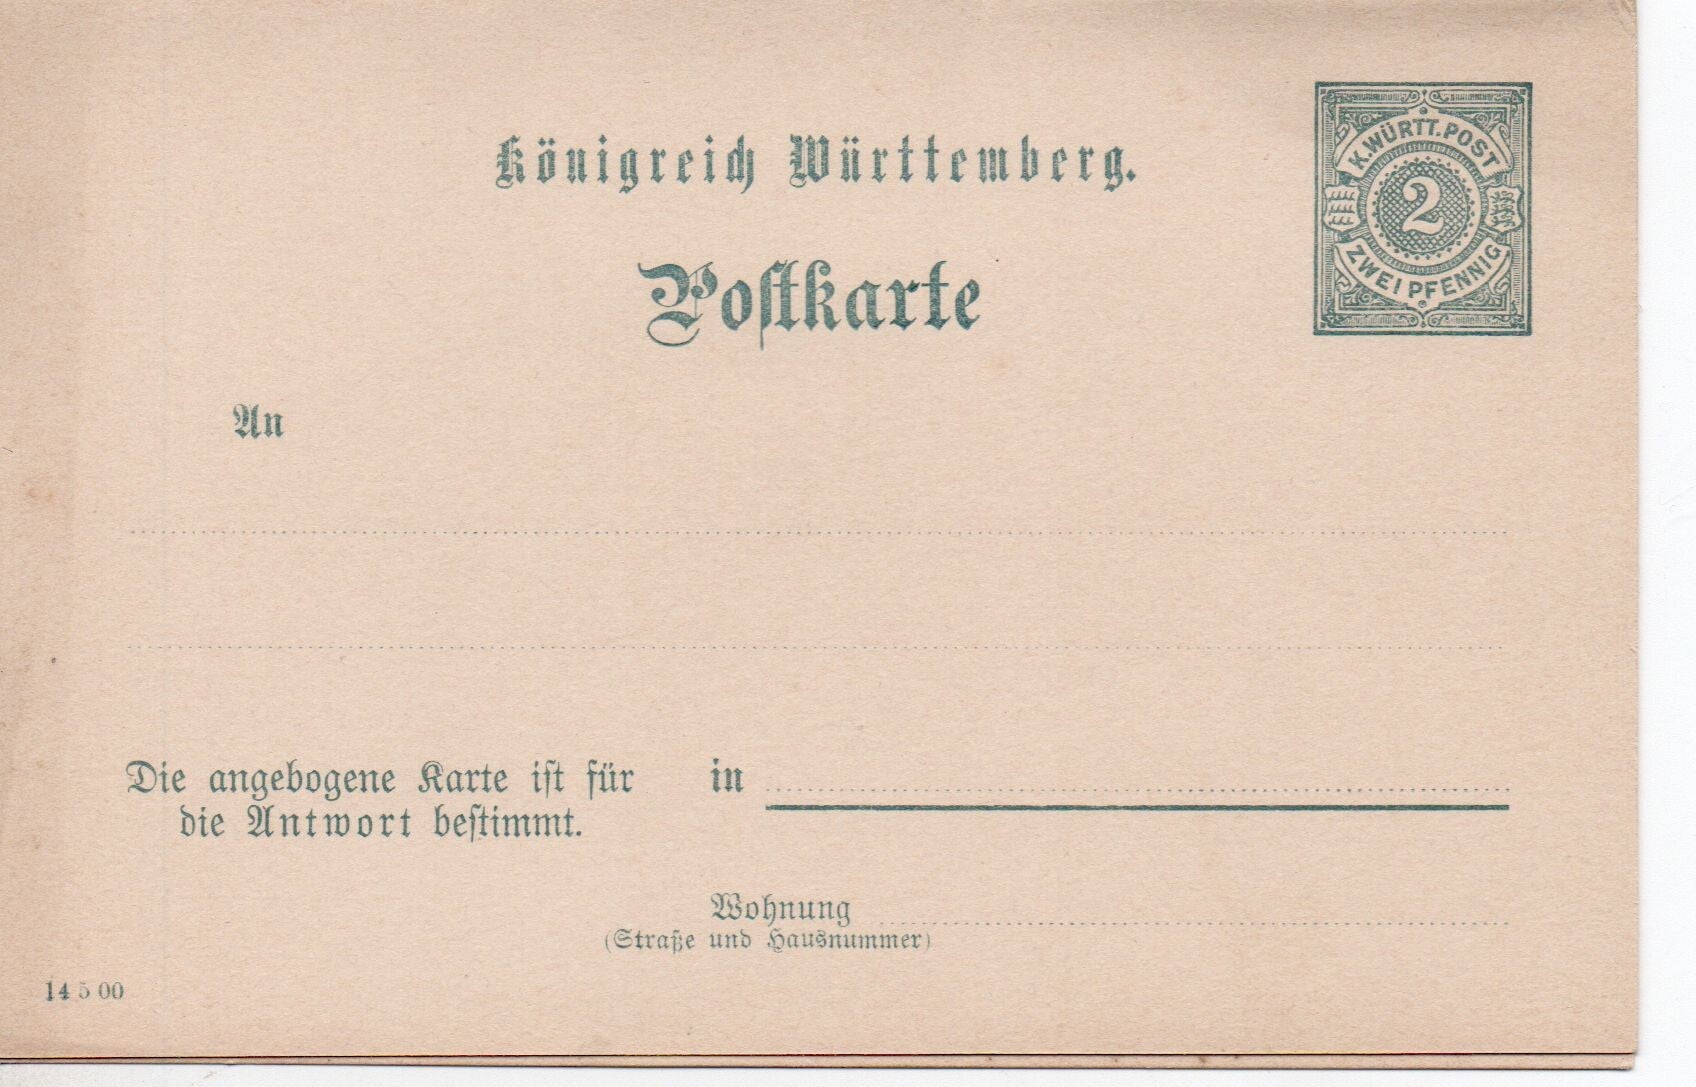 Königreich Württemberg.
K. WÜRTT. POST
2
ZWEI PFENNIG
Postkarte
An
Die angebogene Karte ist für
die Antwort bestimmt.
in
Wohnung
(Straße und Hausnummer)
14 5 00